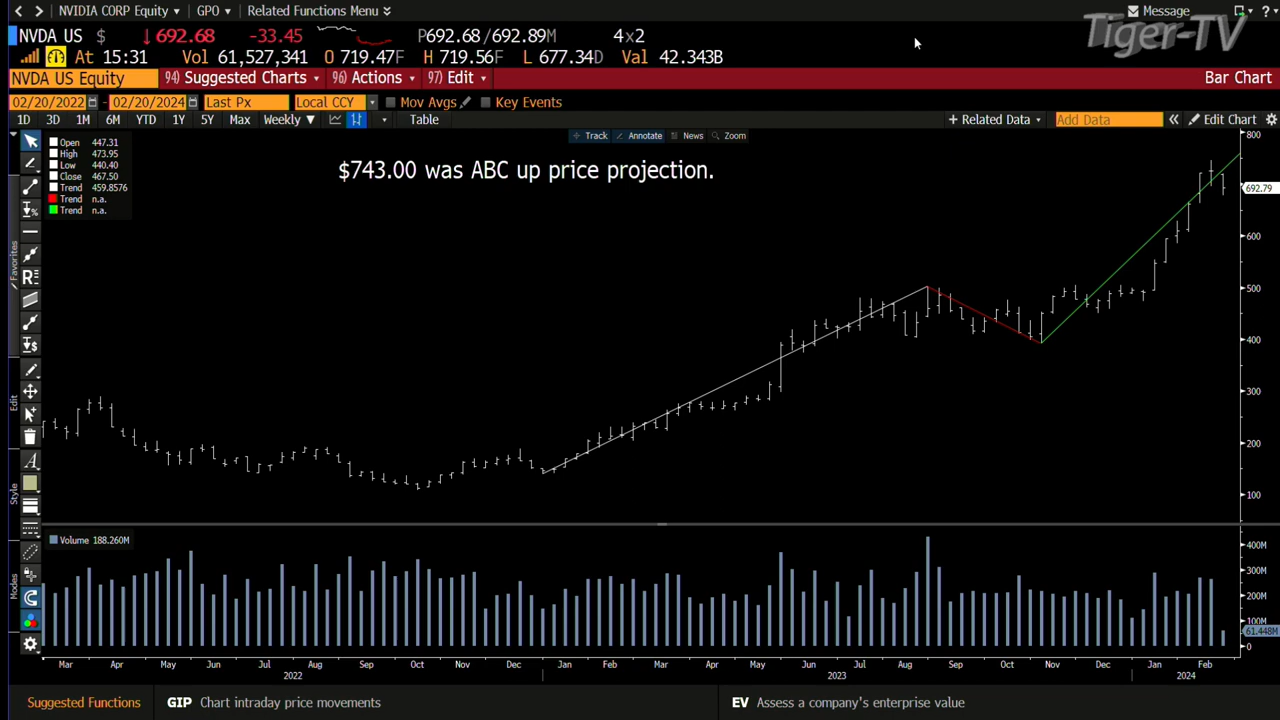 NVIDIA CORP Equity GPO Related Functions Menu Message ?
Tiger-TV
NVDA US $ ↓692.68 -33.45 P692.68/692.89M 4x2
At 15:31 Vol 61,527,341 O 719.47F H 719.56F L 677.34D Val 42.343B
NVDA US Equity 94) Suggested Charts 96) Actions 97) Edit Bar Chart
02/20/2022 - 02/20/2024 Last Px Local CCY Mov Avgs Key Events
1D 3D 1M 6M YTD 1Y 5Y Max Weekly ▼ Table + Related Data Add Data « Edit Chart
Track Annotate News Zoom
Open 447.31
High 473.95
Low 440.40
Close 467.50
Trend 459.8576
Trend n.a.
Trend n.a.
$743.00 was ABC up price projection.
800
692.79
600
500
400
300
200
100
Favorites
Edit
Style
Modes
Volume 188.260M
400M
300M
200M
100M
61.448M
0
Mar Apr May Jun Jul Aug Sep Oct Nov Dec Jan Feb Mar Apr May Jun Jul Aug Sep Oct Nov Dec Jan Feb
2022 2023 2024
Suggested Functions GIP Chart intraday price movements EV Assess a company's enterprise value